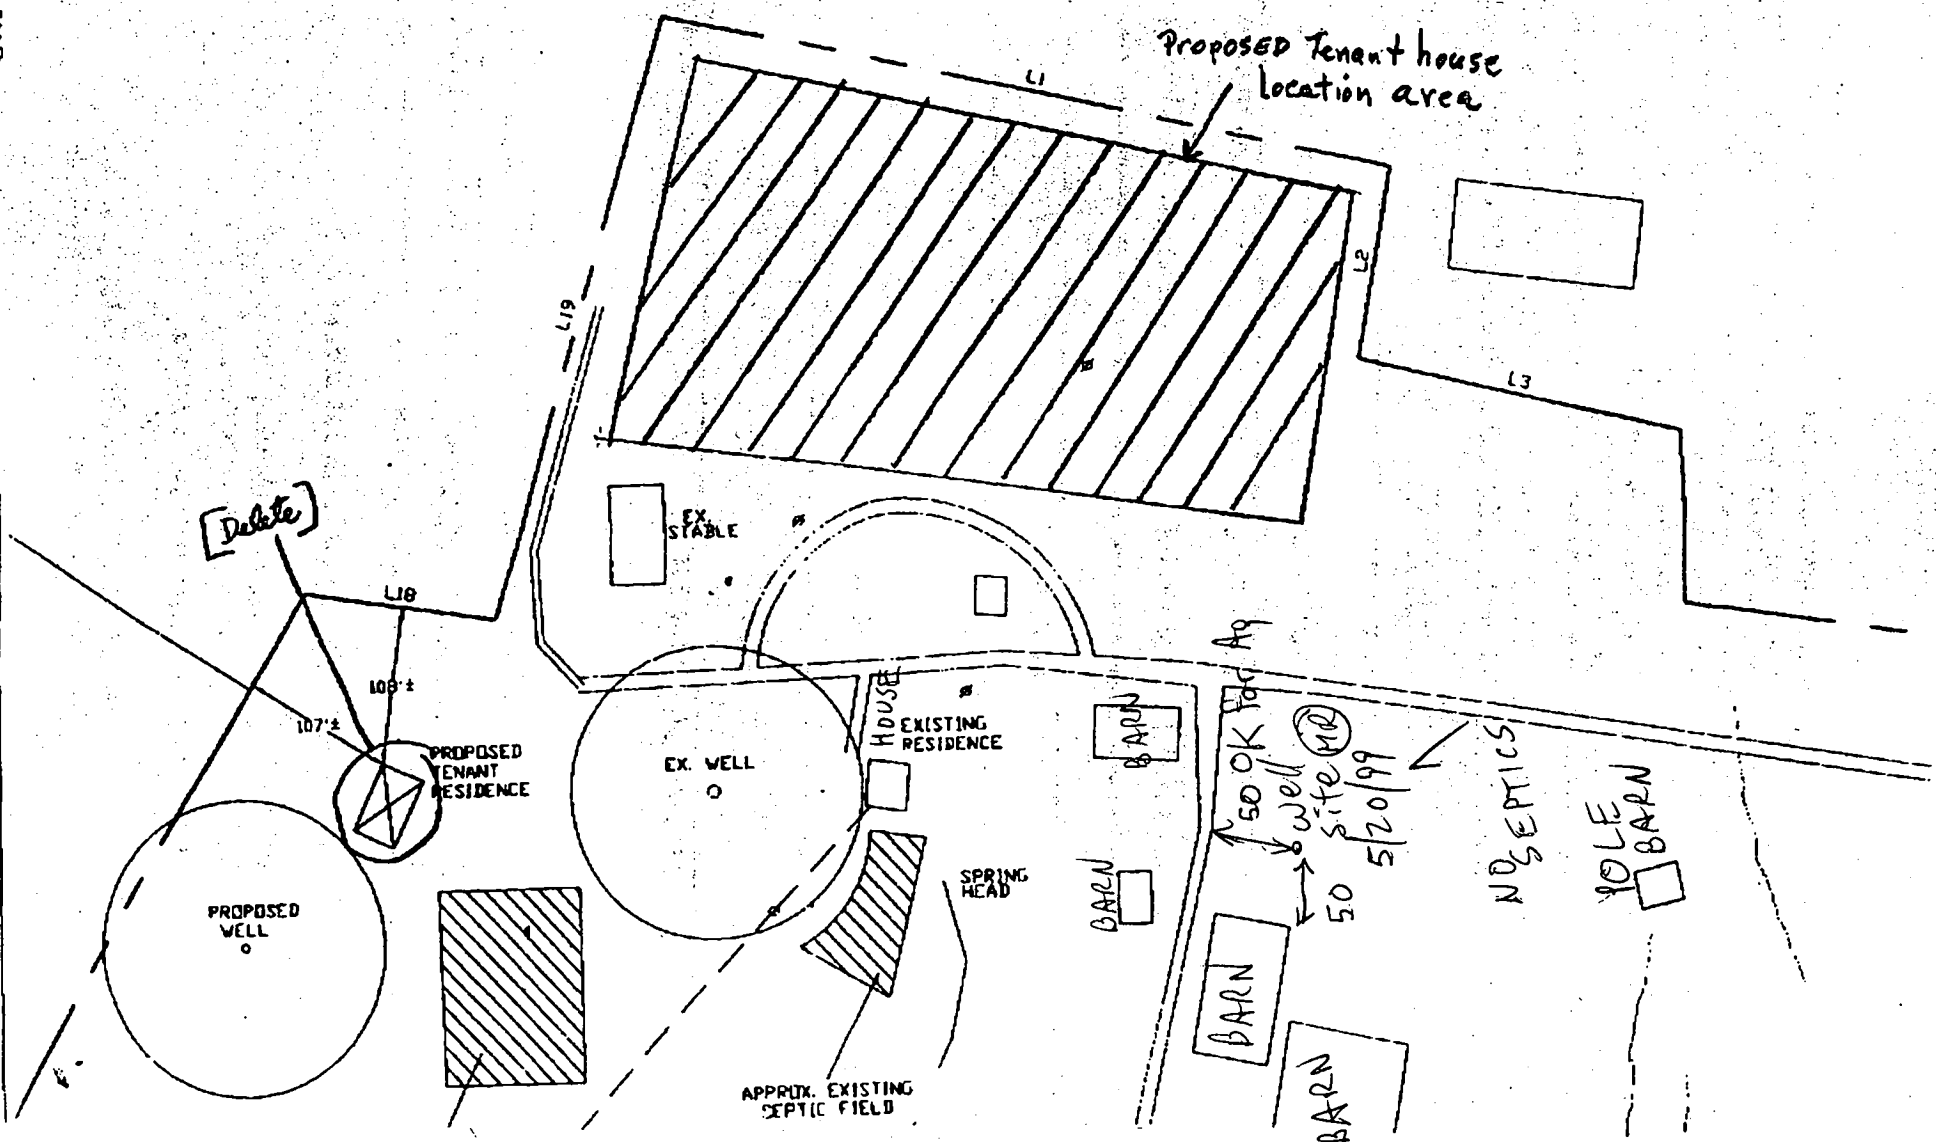 Proposed Tenant house
location area
L1
L2
L3
L19
[Delete]
EX.
STABLE
L18
108'±
107'±
PROPOSED
TENANT
RESIDENCE
EX. WELL
HOUSE
EXISTING
RESIDENCE
BARN
50 OK for Ag
Well
Site MR
5/20/99
NO
SEPTICS
POLE
BARN
PROPOSED
WELL
SPRING
HEAD
BARN
50
BARN
BARN
APPROX. EXISTING
SEPTIC FIELD